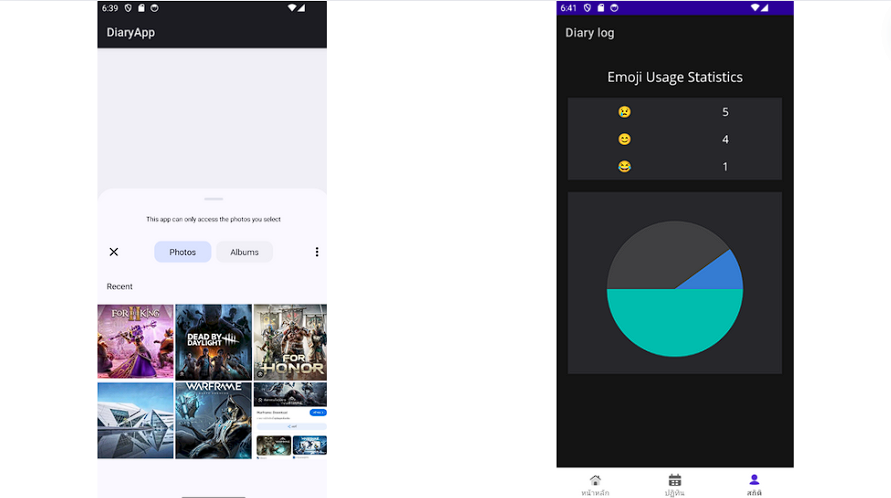 6:39
DiaryApp
This app can only access the photos you select
Photos
Albums
Recent
FOR KING
II
DEAD BY
DAYLIGHT
FOR
HONOR
WARFRAME
6:41
Diary log
Emoji Usage Statistics
😢 5
😊 4
😂 1
หน้าหลัก
ปฏิทิน
สถิติ